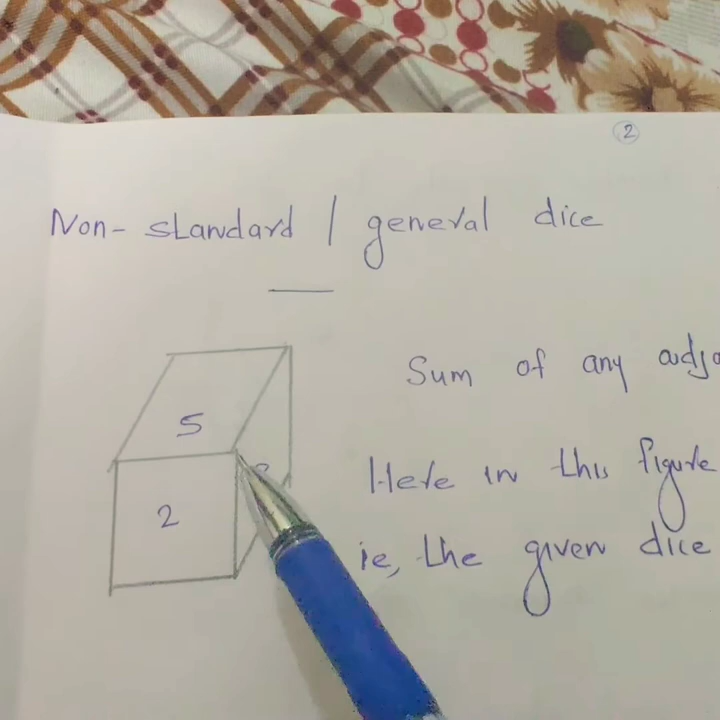 2
Non-standard / general dice
5
2
Sum of any
Here in this figure
ie, the given dice